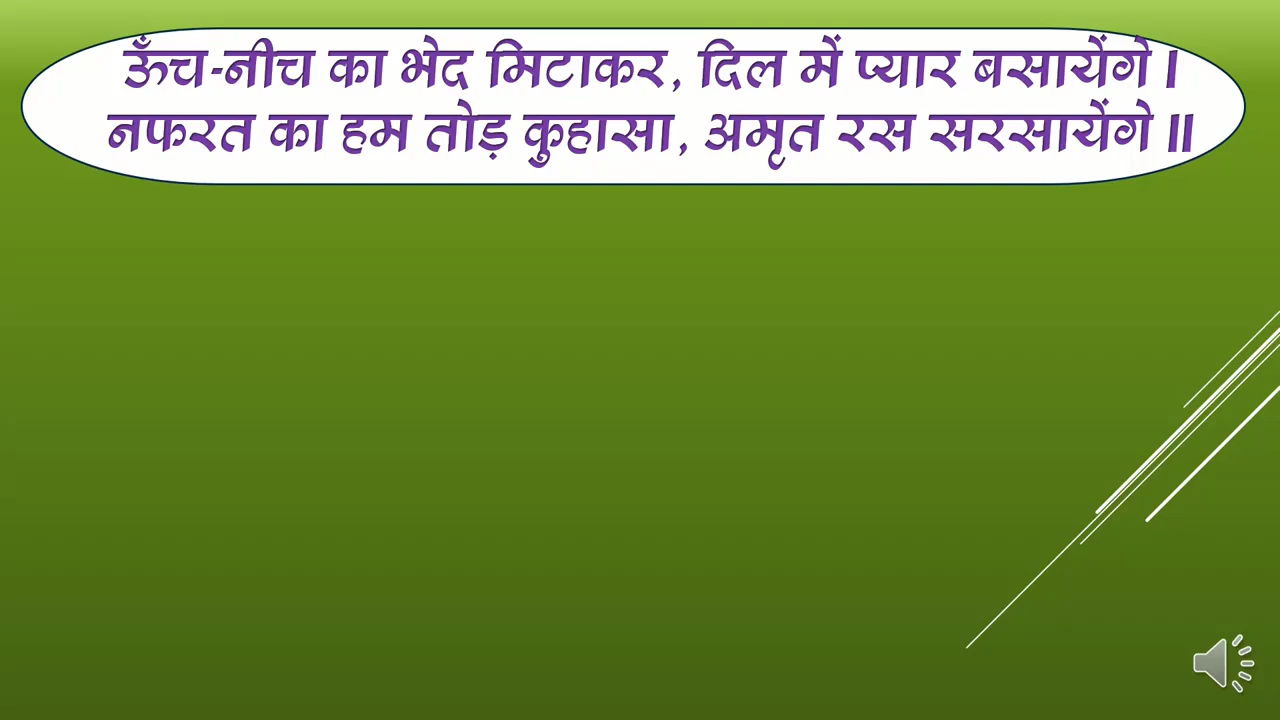 ऊँच-नीच का भेद मिटाकर, दिल में प्यार बसायेंगे ।
नफरत का हम तोड़ कुहासा, अमृत रस सरसायेंगे ॥